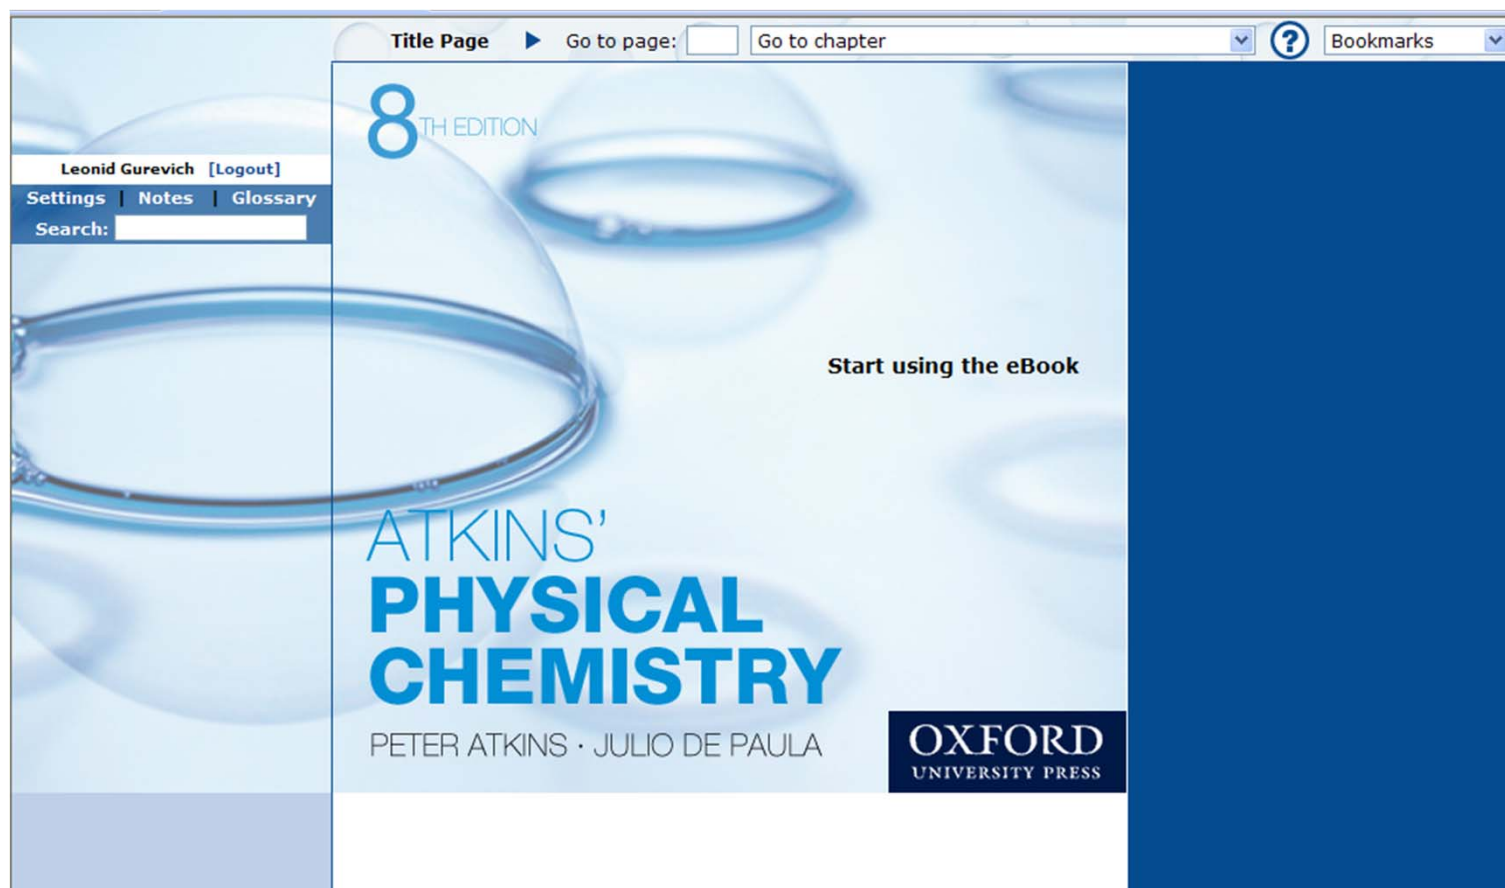 Title Page Go to page: Go to chapter ? Bookmarks
8TH EDITION
Leonid Gurevich [Logout]
Settings | Notes | Glossary
Search:
Start using the eBook
ATKINS'
PHYSICAL
CHEMISTRY
PETER ATKINS · JULIO DE PAULA
OXFORD
UNIVERSITY PRESS